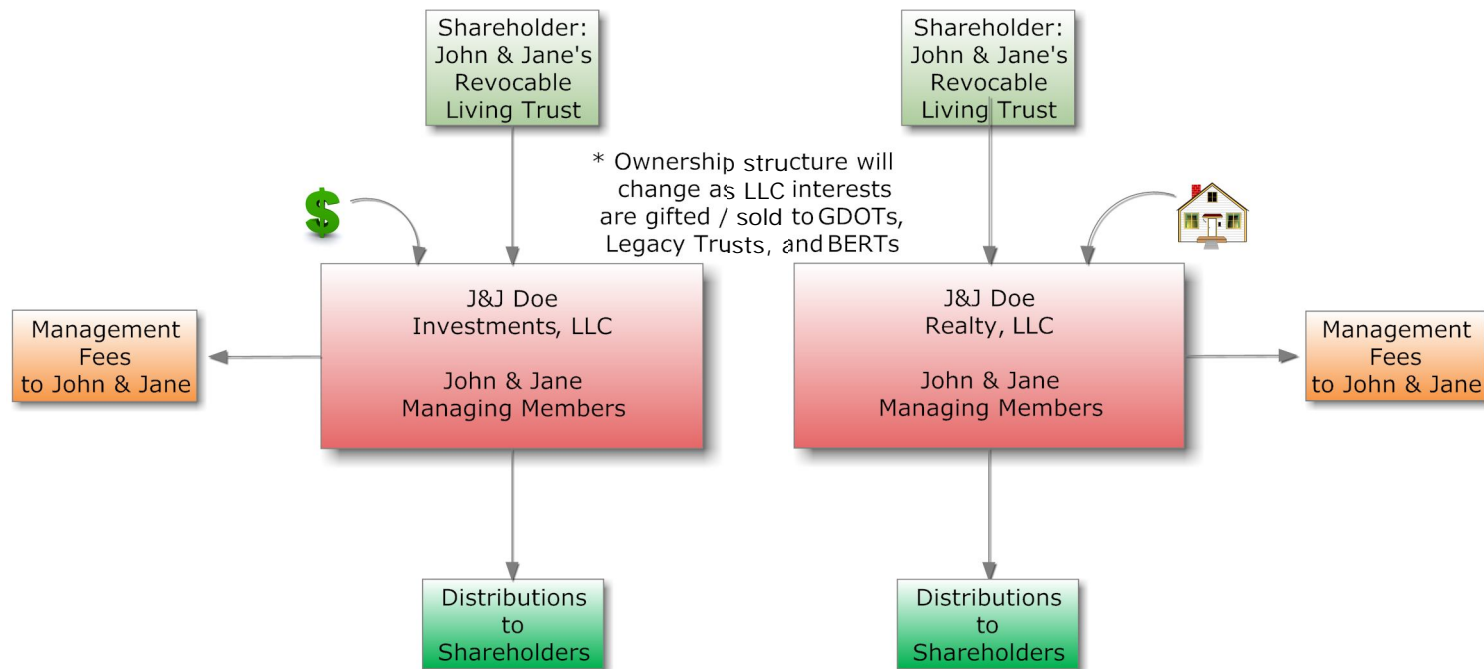 Shareholder:
John & Jane's
Revocable
Living Trust
Shareholder:
John & Jane's
Revocable
Living Trust
* Ownership structure will
change as LLC interests
are gifted / sold to GDOTs,
Legacy Trusts, and BERTs
$
Management
Fees
to John & Jane
J&J Doe
Investments, LLC
John & Jane
Managing Members
J&J Doe
Realty, LLC
John & Jane
Managing Members
Management
Fees
to John & Jane
Distributions
to
Shareholders
Distributions
to
Shareholders